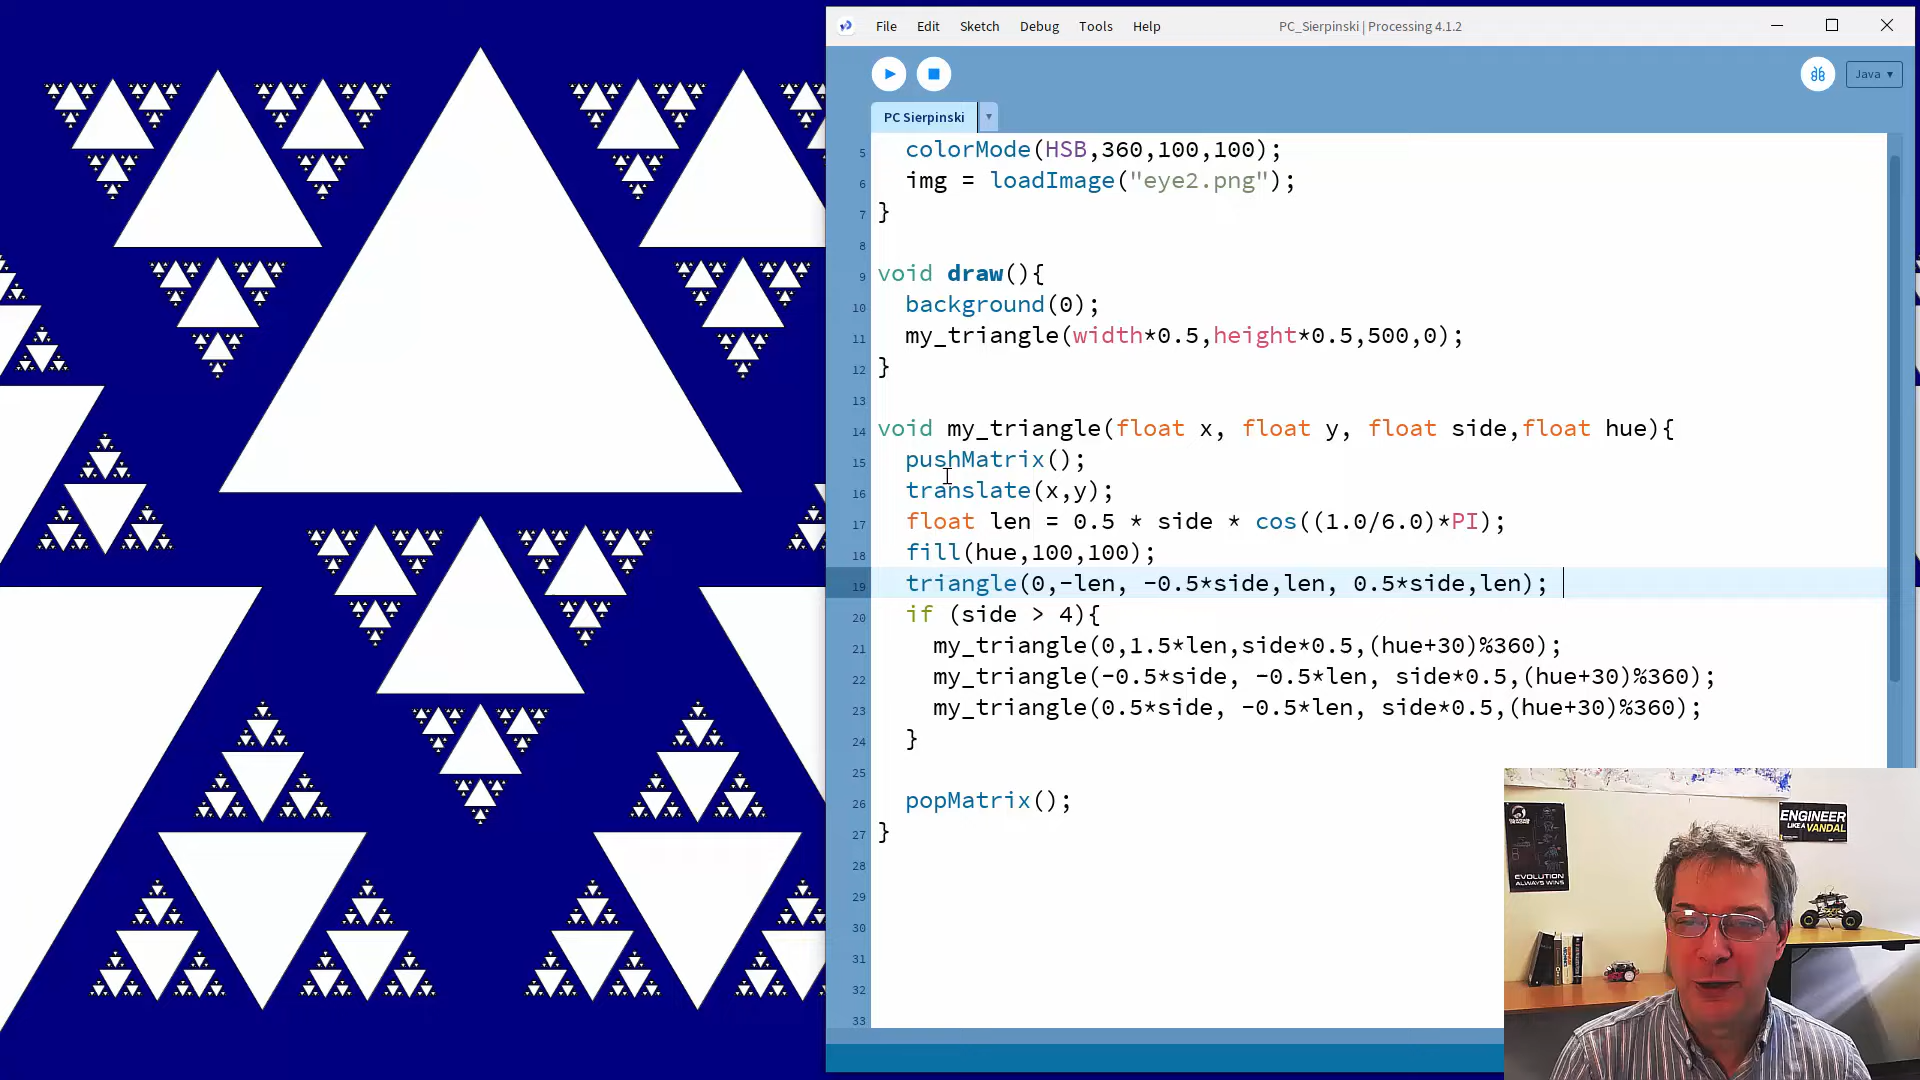 File Edit Sketch Debug Tools Help PC_Sierpinski | Processing 4.1.2
Java ▾
PC Sierpinski ▾
5 colorMode(HSB,360,100,100);
6 img = loadImage("eye2.png");
7 }
8
9 void draw(){
10 background(0);
11 my_triangle(width*0.5,height*0.5,500,0);
12 }
13
14 void my_triangle(float x, float y, float side,float hue){
15 pushMatrix();
16 translate(x,y);
17 float len = 0.5 * side * cos((1.0/6.0)*PI);
18 fill(hue,100,100);
19 triangle(0,-len, -0.5*side,len, 0.5*side,len);
20 if (side > 4){
21 my_triangle(0,1.5*len,side*0.5,(hue+30)%360);
22 my_triangle(-0.5*side, -0.5*len, side*0.5,(hue+30)%360);
23 my_triangle(0.5*side, -0.5*len, side*0.5,(hue+30)%360);
24 }
25
26 popMatrix();
27 }
28
29
30
31
32
33
ENGINEER
LIKE A VANDAL
EVOLUTION
ALWAYS WINS